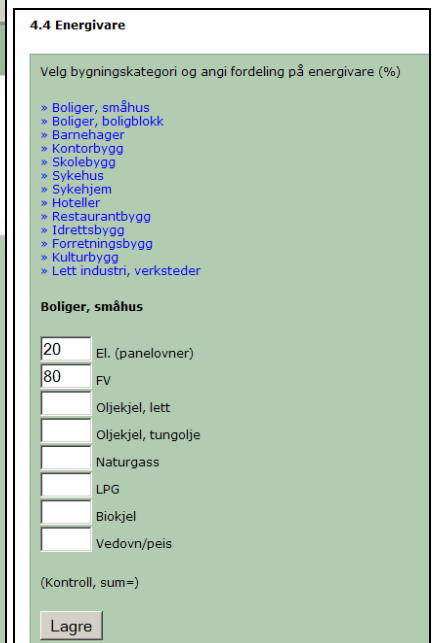 4.4 Energivare
Velg bygningskategori og angi fordeling på energivare (%)
» Boliger, småhus
» Boliger, boligblokk
» Barnehager
» Kontorbygg
» Skolebygg
» Sykehus
» Sykehjem
» Hoteller
» Restaurantbygg
» Idrettsbygg
» Forretningsbygg
» Kulturbygg
» Lett industri, verksteder
Boliger, småhus
20 El. (panelovner)
80 FV
Oljekjel, lett
Oljekjel, tungolje
Naturgass
LPG
Biokjel
Vedovn/peis
(Kontroll, sum=)
Lagre